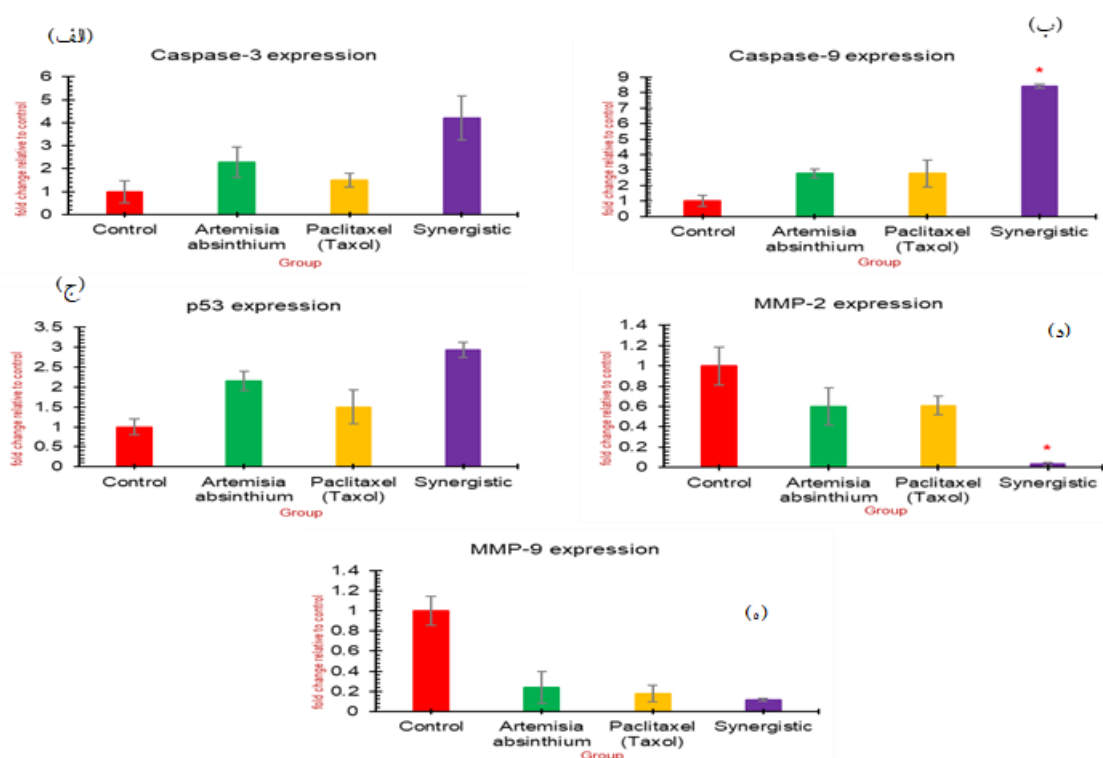 (الف)
Caspase-3 expression
fold change relative to control
6
5
4
3
2
1
0
Control
Artemisia absinthium
Paclitaxel (Taxol)
Synergistic
Group
(ب)
Caspase-9 expression
fold change relative to control
9
8
7
6
5
4
3
2
1
0
*
Control
Artemisia absinthium
Paclitaxel (Taxol)
Synergistic
Group
(ج)
p53 expression
fold change relative to control
3.5
3
2.5
2
1.5
1
0.5
0
Control
Artemisia absinthium
Paclitaxel (Taxol)
Synergistic
Group
MMP-2 expression
(د)
fold change relative to control
1.4
1.2
1
0.8
0.6
0.4
0.2
0
*
Control
Artemisia absinthium
Paclitaxel (Taxol)
Synergistic
Group
MMP-9 expression
(ه)
fold change relative to control
1.4
1.2
1
0.8
0.6
0.4
0.2
0
Control
Artemisia absinthium
Paclitaxel (Taxol)
Synergistic
Group